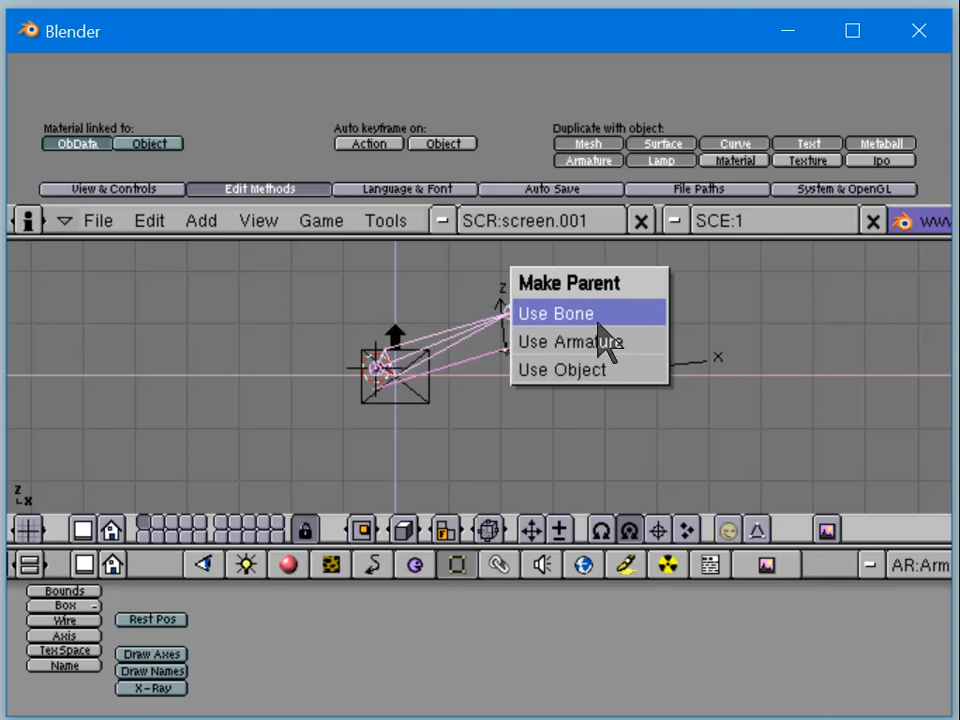 Blender
Material linked to:
ObData Object
Auto keyframe on:
Action Object
Duplicate with object:
Mesh Surface Curve Text Metaball
Armature Lamp Material Texture Ipo
View & Controls Edit Methods Language & Font Auto Save File Paths System & OpenGL
File Edit Add View Game Tools SCR:screen.001 SCE:1 www
Z
Make Parent
Use Bone
Use Armature
Use Object
X
Z
X
AR:Arm
Bounds
Box
Wire
Axis
TexSpace
Name
Rest Pos
Draw Axes
Draw Names
X-Ray